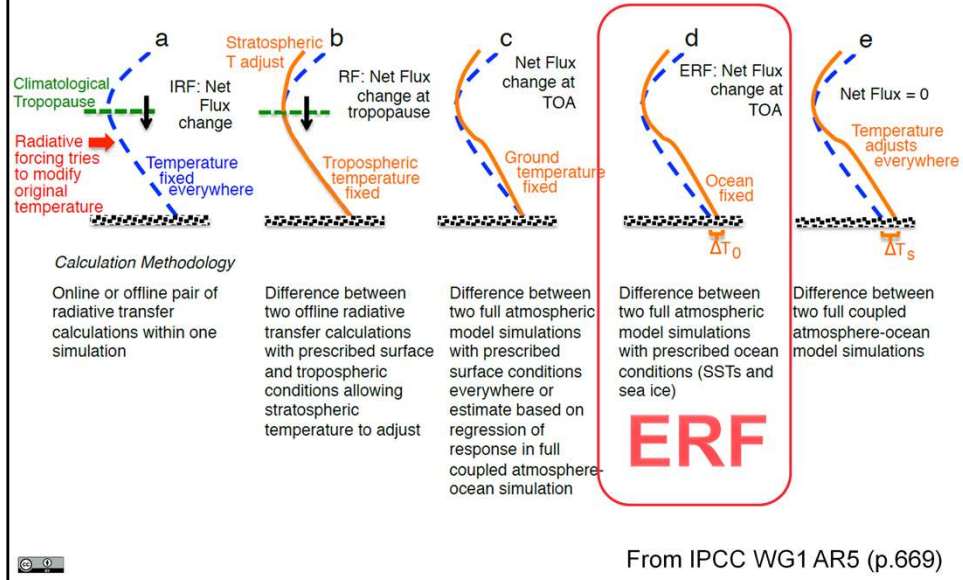 a
Climatological
Tropopause
IRF: Net
Flux
change
Radiative
forcing tries
to modify
original
temperature
Temperature
fixed
everywhere
b
Stratospheric
T adjust
RF: Net Flux
change at
tropopause
Tropospheric
temperature
fixed
c
Net Flux
change at
TOA
Ground
temperature
fixed
d
ERF: Net Flux
change at
TOA
Ocean
fixed
ΔT₀
e
Net Flux = 0
Temperature
adjusts
everywhere
ΔTₛ
Calculation Methodology
Online or offline pair of
radiative transfer
calculations within one
simulation
Difference between
two offline radiative
transfer calculations
with prescribed surface
and tropospheric
conditions allowing
stratospheric
temperature to adjust
Difference between
two full atmospheric
model simulations
with prescribed
surface conditions
everywhere or
estimate based on
regression of
response in full
coupled atmosphere-
ocean simulation
Difference between
two full atmospheric
model simulations
with prescribed ocean
conditions (SSTs and
sea ice)
ERF
Difference between
two full coupled
atmosphere-ocean
model simulations
From IPCC WG1 AR5 (p.669)